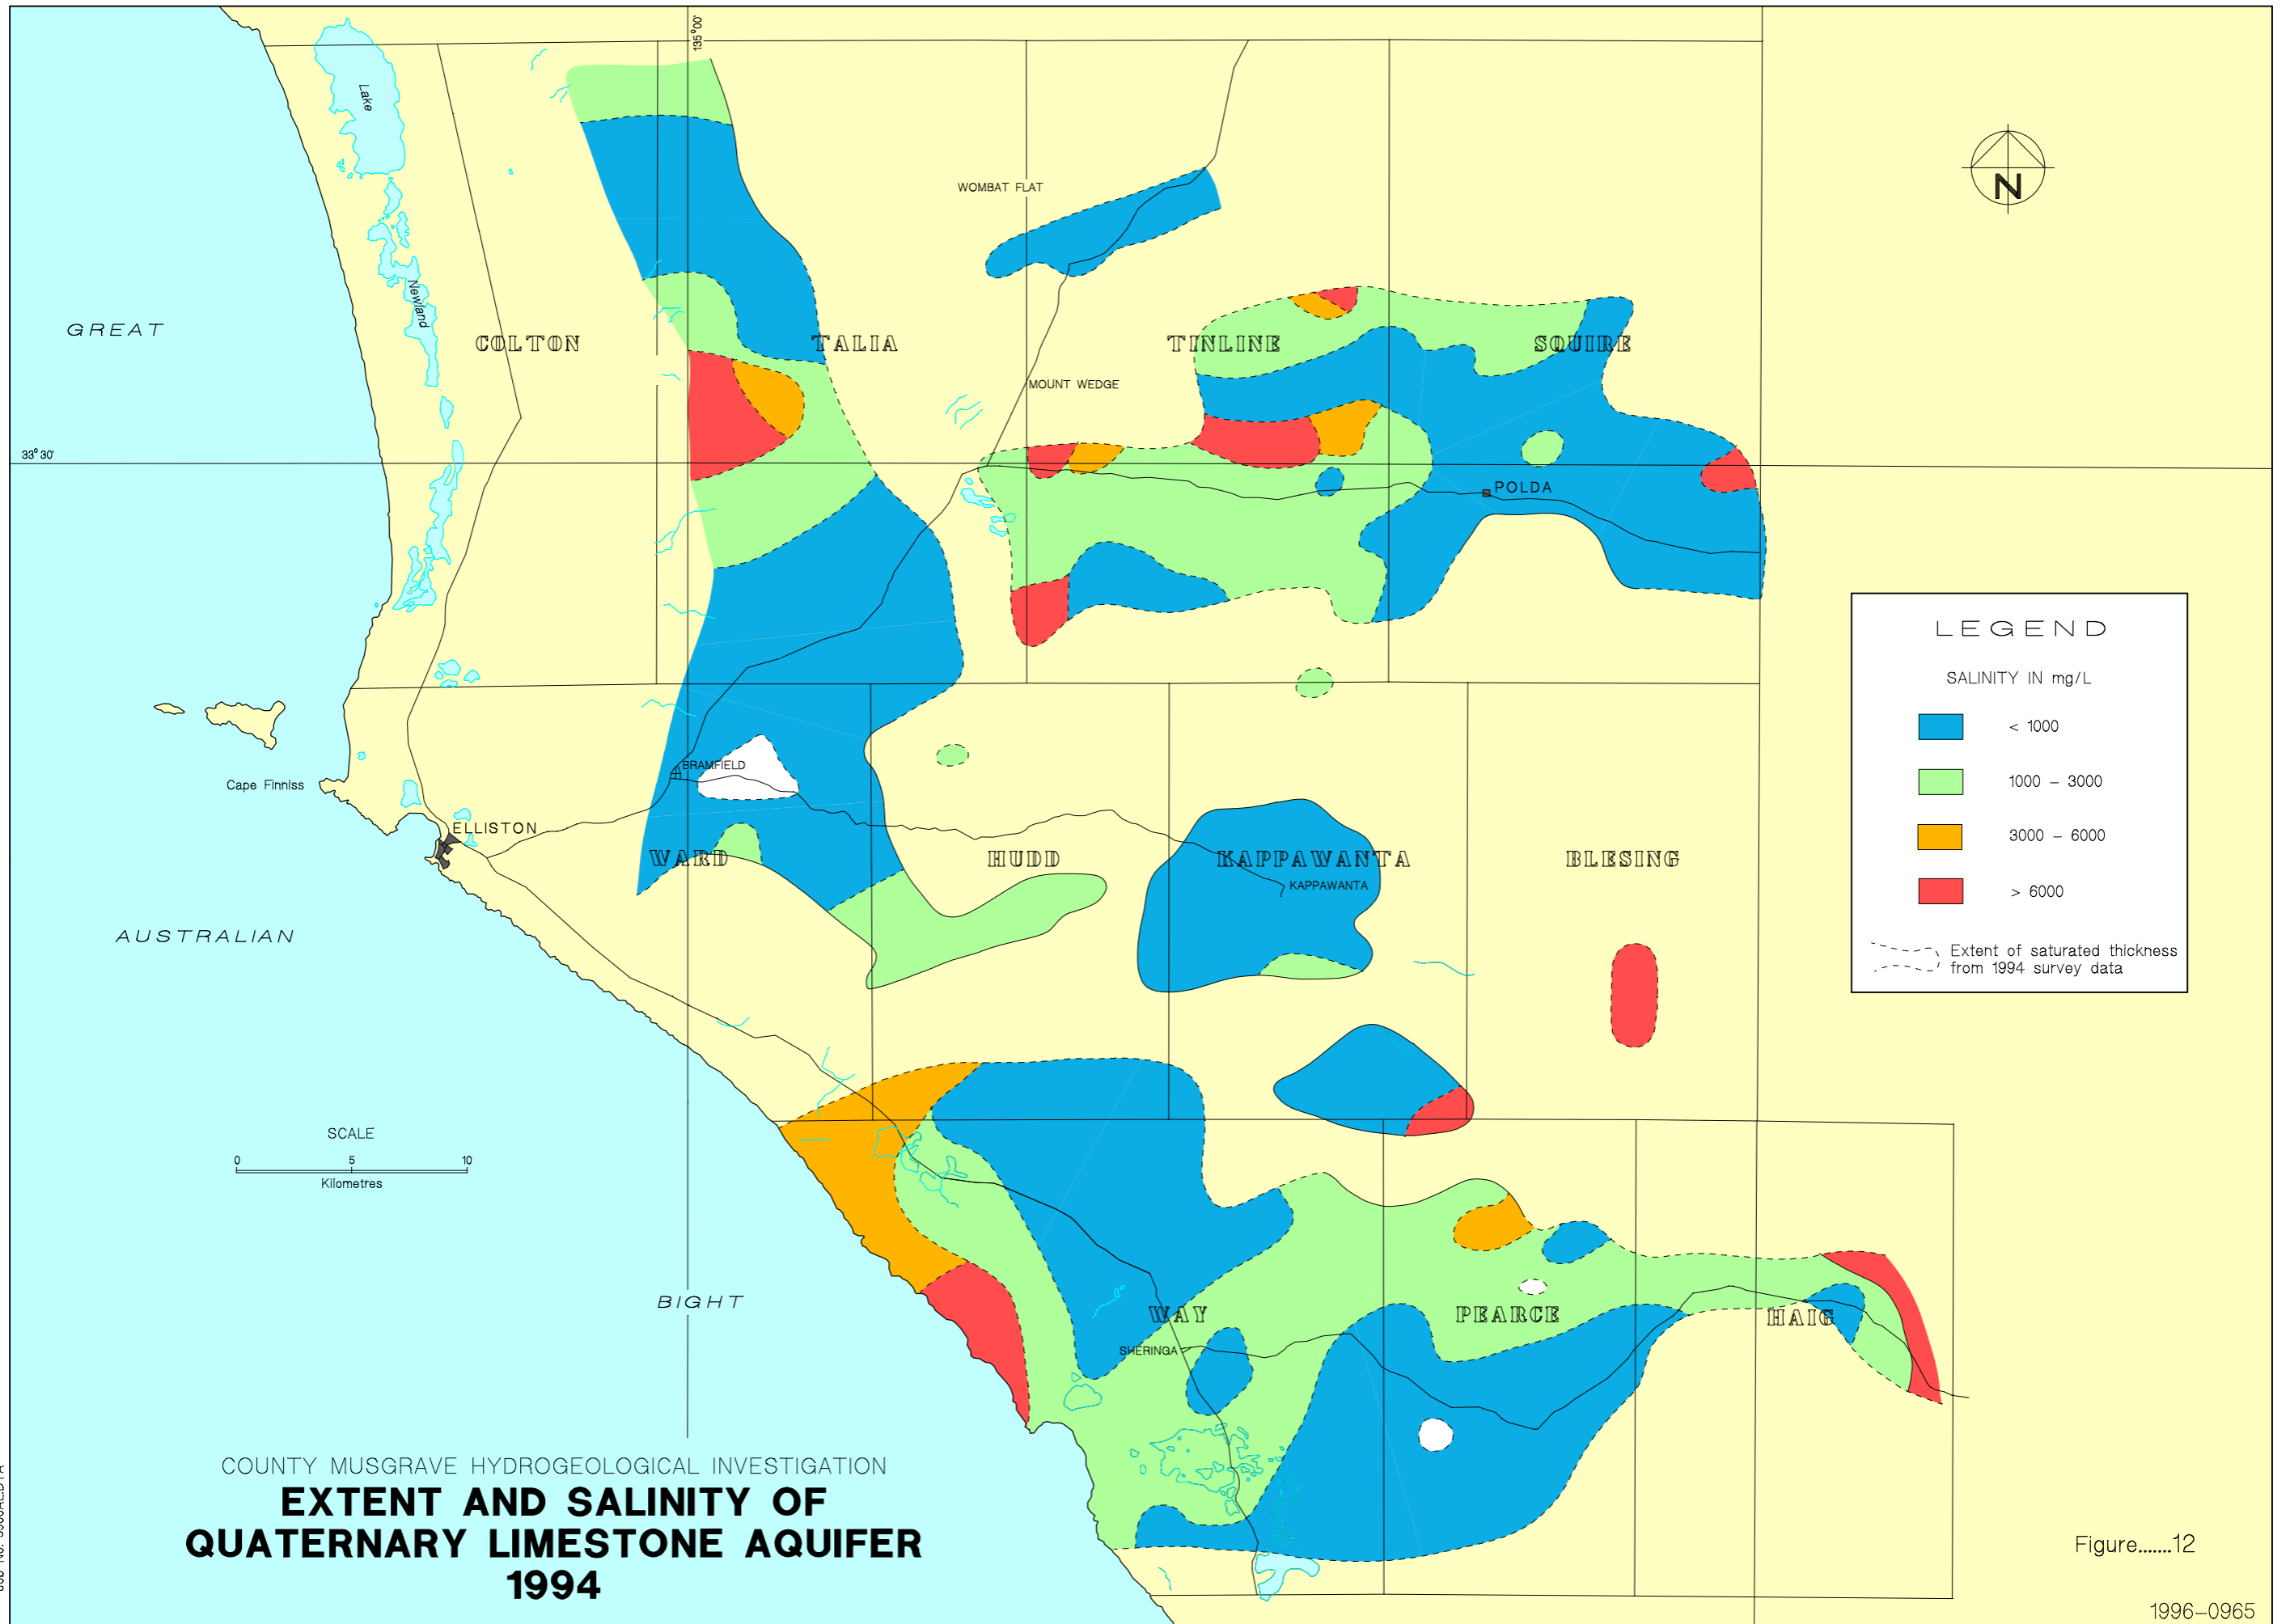 135°00'
Lake
WOMBAT FLAT
N
Newland
GREAT
COLTON
TALIA
TINLINE
SQUIRE
MOUNT WEDGE
33°30'
POLDA
LEGEND
SALINITY IN mg/L
< 1000
1000 – 3000
3000 – 6000
> 6000
Extent of saturated thickness
from 1994 survey data
BRAMFIELD
Cape Finniss
ELLISTON
WARD
HUDD
KAPPAWANTA
BLESING
KAPPAWANTA
AUSTRALIAN
SCALE
0 5 10
Kilometres
BIGHT
WAY
PEARCE
HAIG
SHERINGA
COUNTY MUSGRAVE HYDROGEOLOGICAL INVESTIGATION
EXTENT AND SALINITY OF
QUATERNARY LIMESTONE AQUIFER
1994
Figure.......12
1996–0965